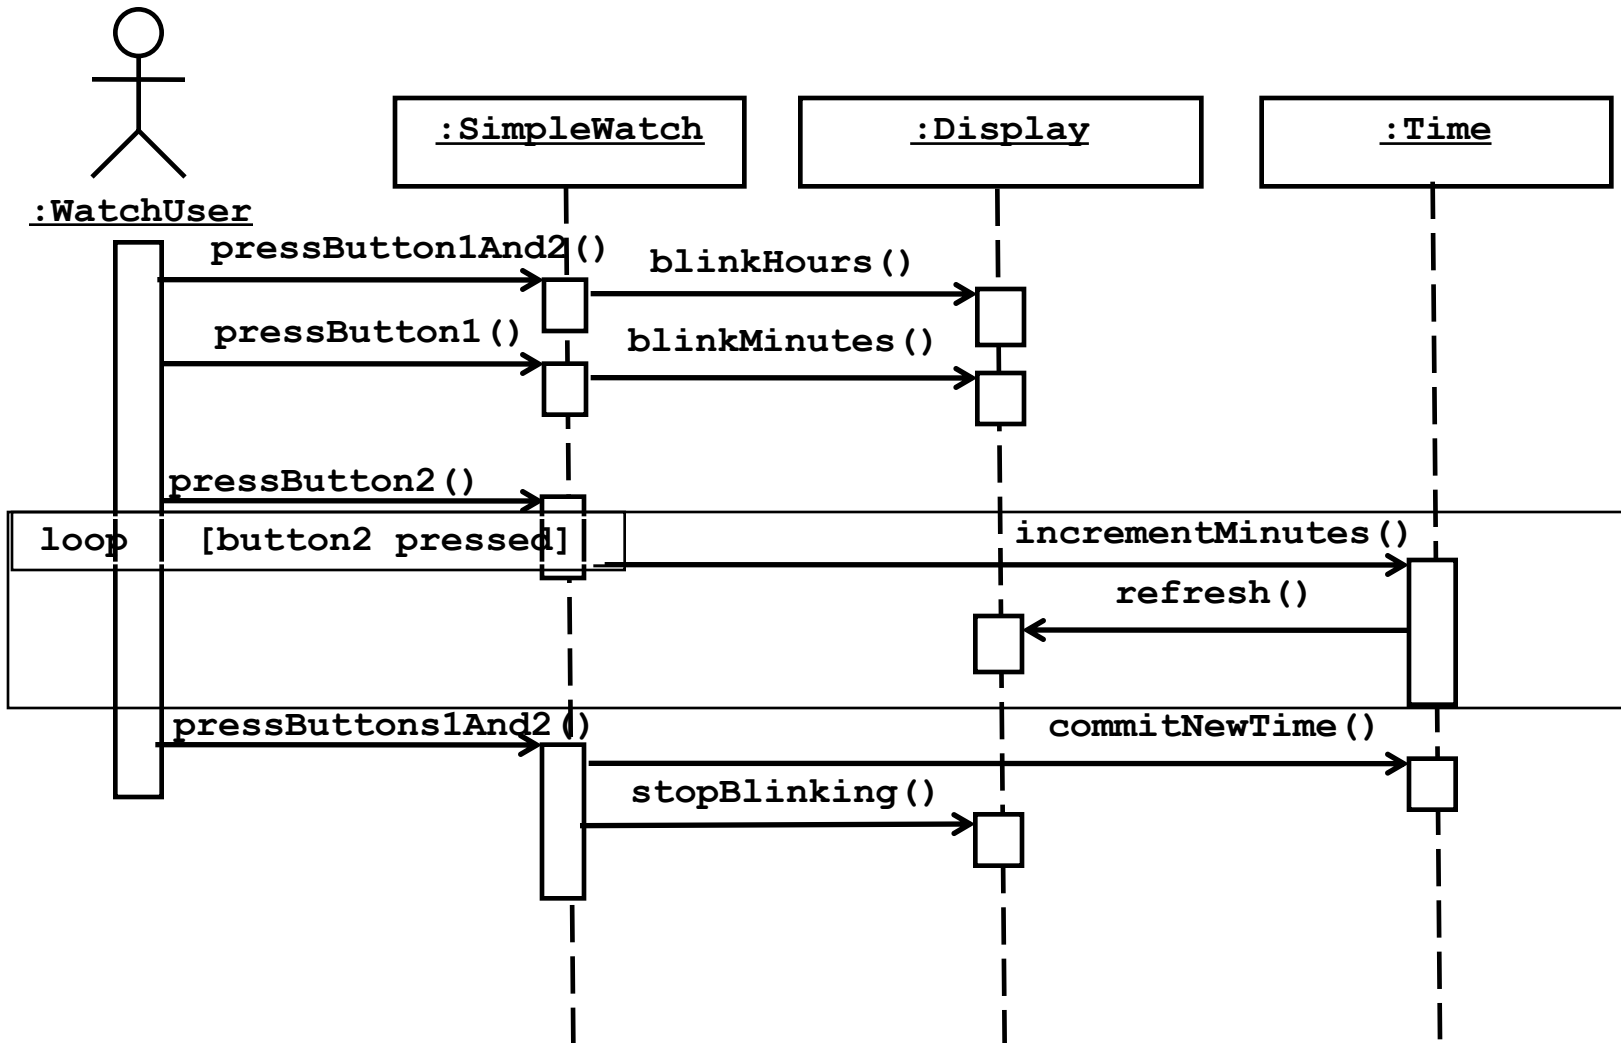 :SimpleWatch
:Display
:Time
:WatchUser
pressButton1And2()
blinkHours()
pressButton1()
blinkMinutes()
pressButton2()
loop [button2 pressed]
incrementMinutes()
refresh()
pressButtons1And2()
commitNewTime()
stopBlinking()